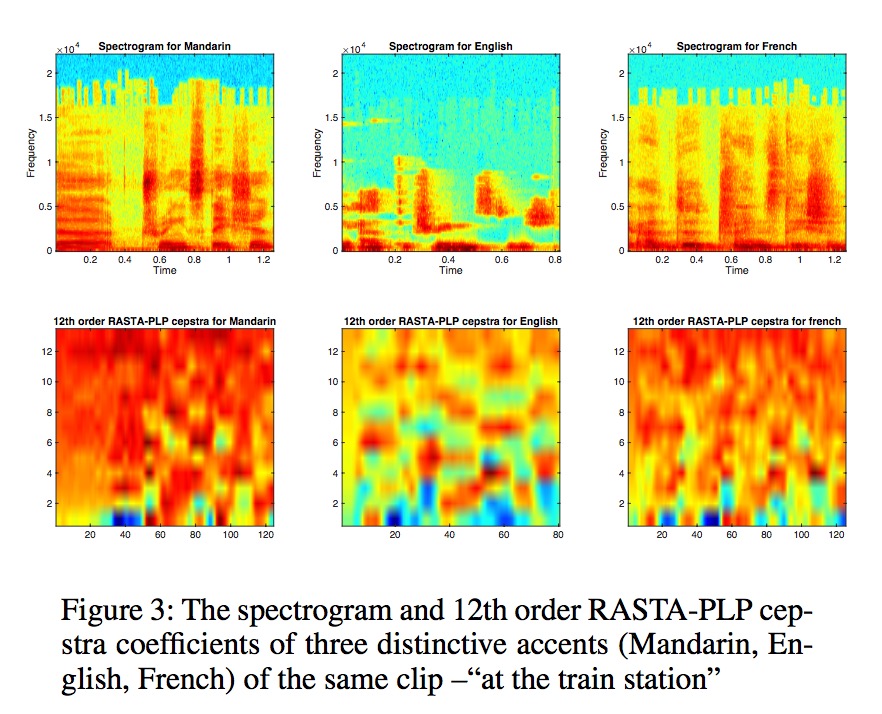 Spectrogram for Mandarin
×10⁴
2
1.5
1
0.5
0
Frequency
0.2 0.4 0.6 0.8 1 1.2
Time
Spectrogram for English
×10⁴
2
1.5
1
0.5
0
Frequency
0.2 0.4 0.6 0.8
Time
Spectrogram for French
×10⁴
2
1.5
1
0.5
0
Frequency
0.2 0.4 0.6 0.8 1 1.2
Time
12th order RASTA-PLP cepstra for Mandarin
12
10
8
6
4
2
20 40 60 80 100 120
12th order RASTA-PLP cepstra for English
12
10
8
6
4
2
20 40 60 80
12th order RASTA-PLP cepstra for french
12
10
8
6
4
2
20 40 60 80 100 120
Figure 3: The spectrogram and 12th order RASTA-PLP cep-
stra coefficients of three distinctive accents (Mandarin, En-
glish, French) of the same clip –“at the train station”